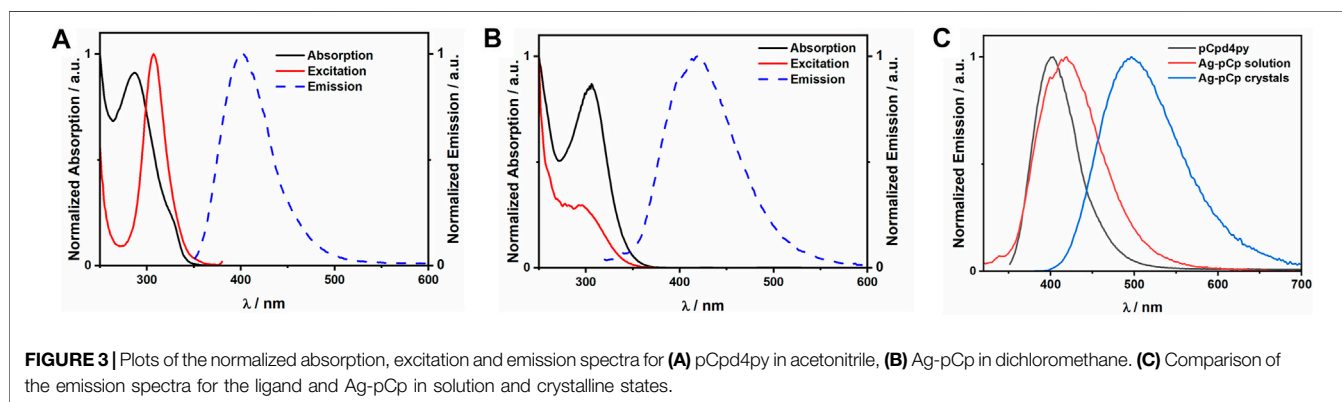 A
1
Normalized Absorption / a.u.
0
Absorption
Excitation
Emission
1
Normalized Emission / a.u.
0
300 400 500 600
λ / nm
B
1
Normalized Absorption / a.u.
0
Absorption
Excitation
Emission
1
Normalized Emission / a.u.
0
300 400 500 600
λ / nm
C
1
Normalized Emission / a.u.
0
pCpd4py
Ag-pCp solution
Ag-pCp crystals
400 500 600 700
λ / nm
FIGURE 3 | Plots of the normalized absorption, excitation and emission spectra for (A) pCpd4py in acetonitrile, (B) Ag-pCp in dichloromethane. (C) Comparison of
the emission spectra for the ligand and Ag-pCp in solution and crystalline states.